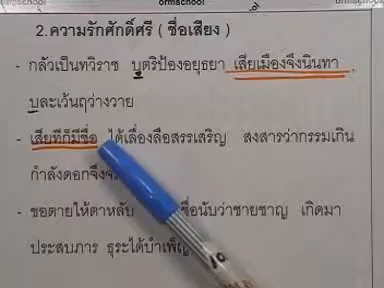 ormschool ormschool ormschool
2.ความรักศักดิ์ศรี ( ชื่อเสียง )
- กลัวเป็นทวิราช บุตริป้องอยุธยา เสียเมืองจึงนินทา
บละเว้นฤว่างวาย
- เสียทีก็มีชื่อ ได้เลื่องลือสรรเสริญ สงสารว่ากรรมเกิน
กำลังดอกจึง
- ขอตายให้ตาหลับ ชื่อนับว่าชายชาญ เกิดมา
ประสบภาร ธุระได้บำเพ็ญ